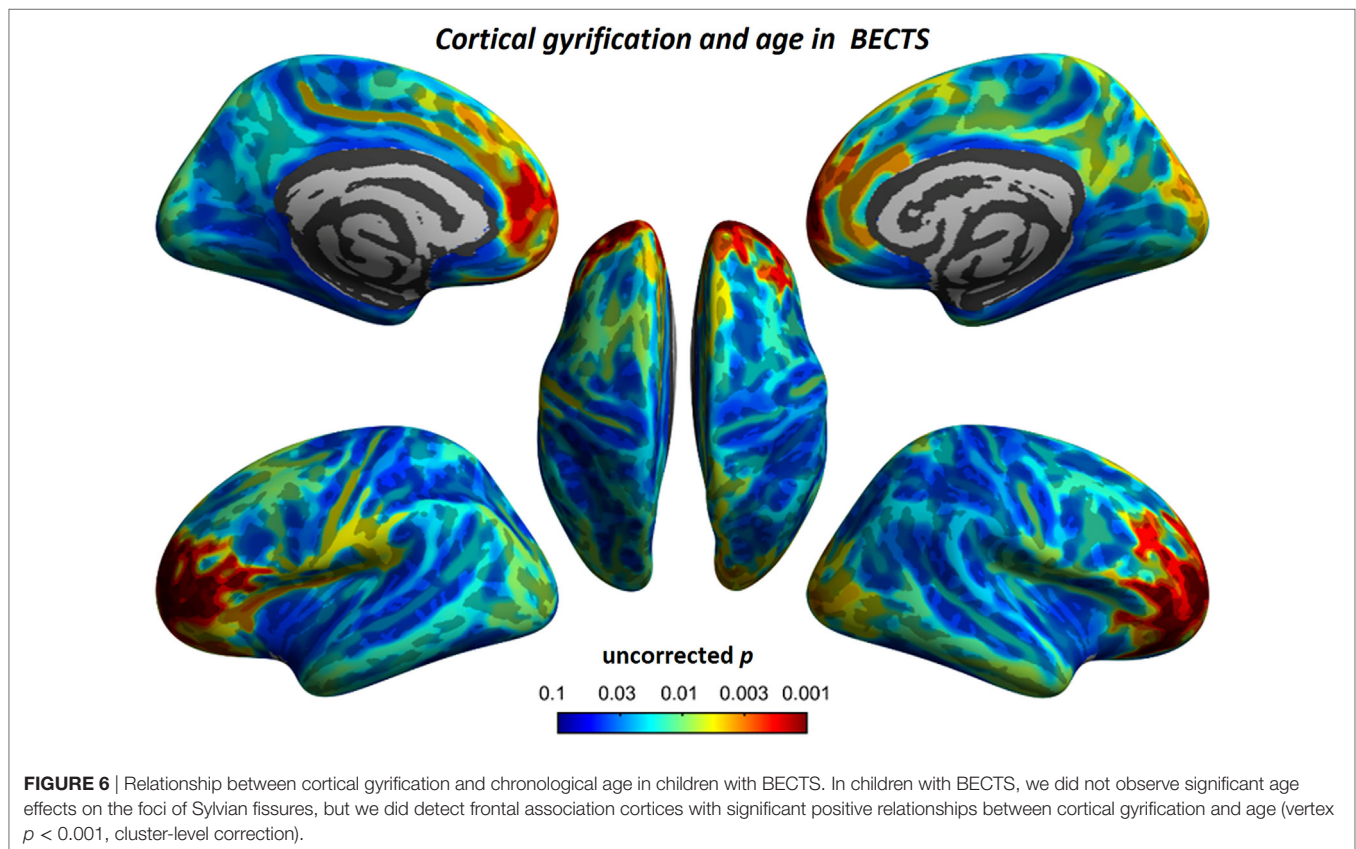 Cortical gyrification and age in BECTS
uncorrected p
0.1 0.03 0.01 0.003 0.001
FIGURE 6 | Relationship between cortical gyrification and chronological age in children with BECTS. In children with BECTS, we did not observe significant age
effects on the foci of Sylvian fissures, but we did detect frontal association cortices with significant positive relationships between cortical gyrification and age (vertex
p < 0.001, cluster-level correction).